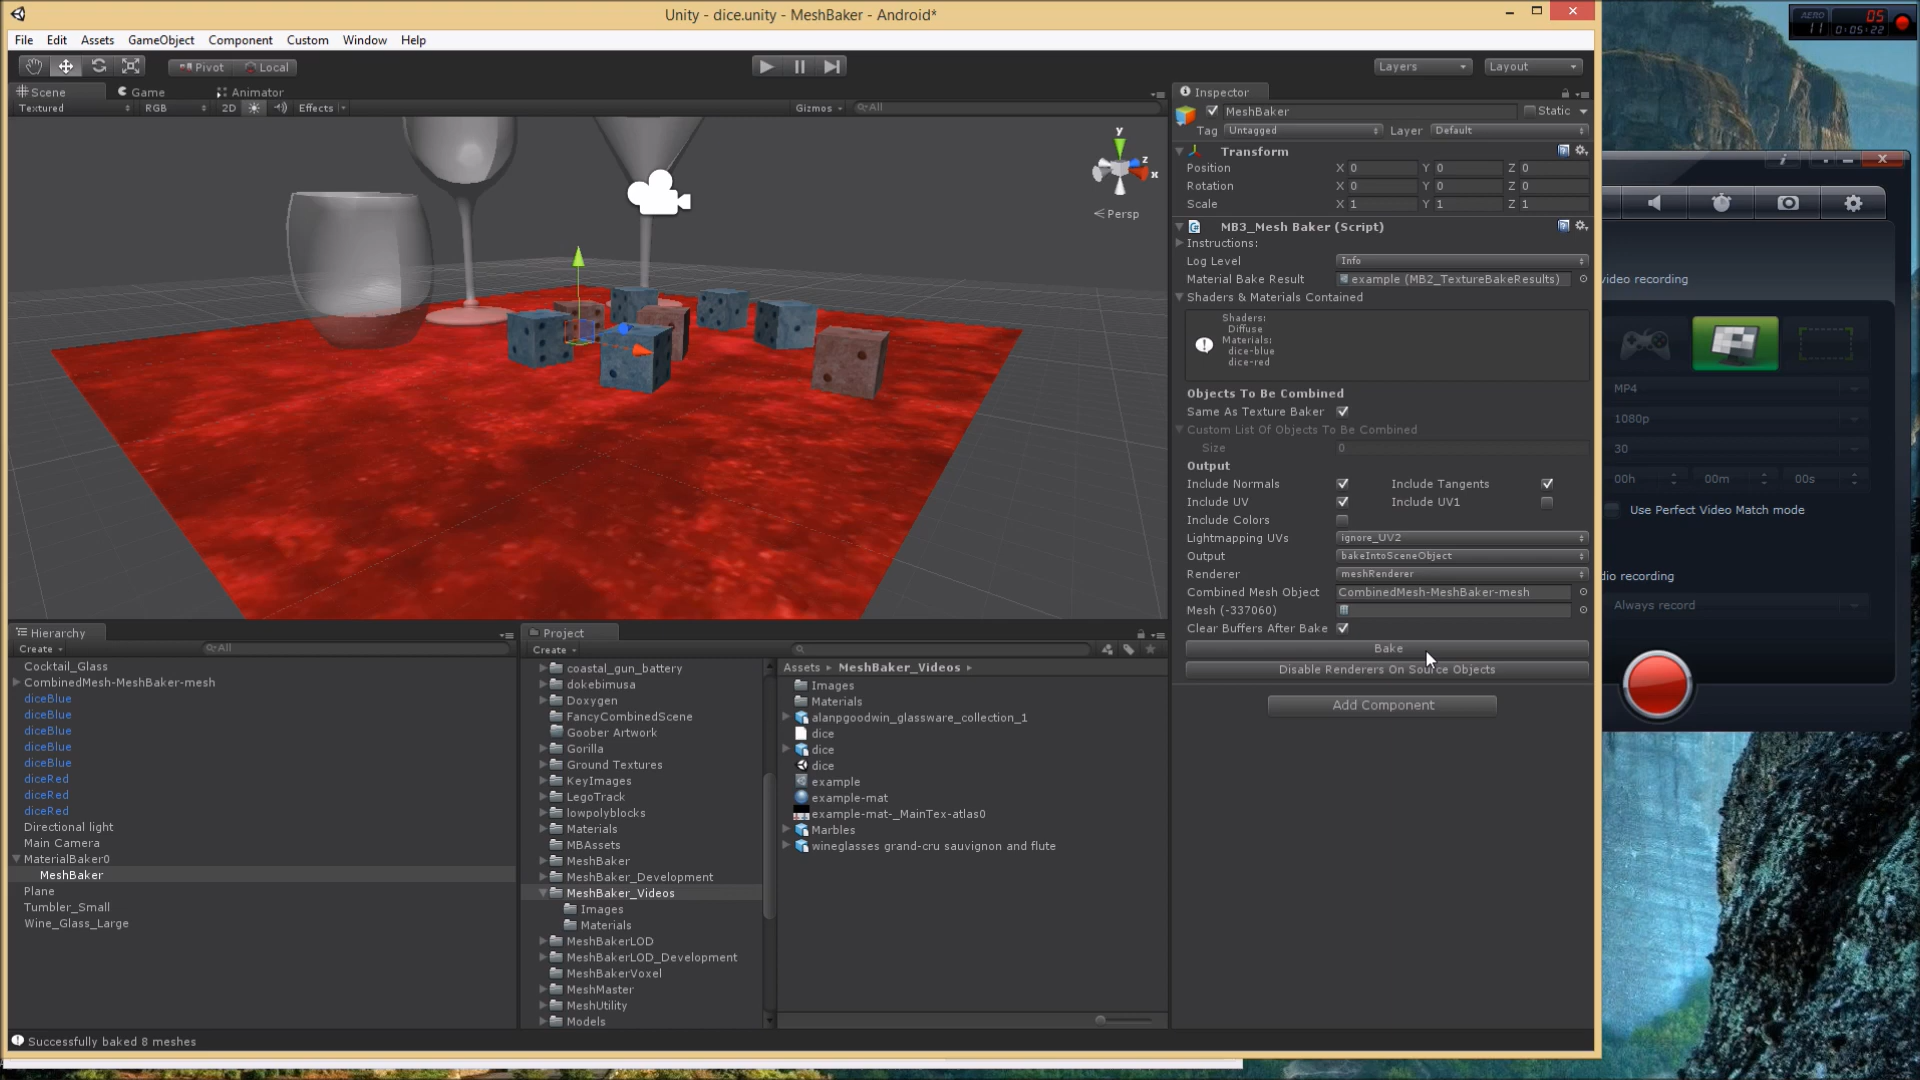 Unity - dice.unity - MeshBaker - Android*
File Edit Assets GameObject Component Custom Window Help
Pivot Local
Layers Layout
Scene Game Animator
Textured RGB 2D Effects Gizmos All
y
z
x
Persp
Inspector
MeshBaker Static
Tag Untagged Layer Default
Transform
Position X 0 Y 0 Z 0
Rotation X 0 Y 0 Z 0
Scale X 1 Y 1 Z 1
MB3_Mesh Baker (Script)
Instructions:
Log Level Info
Material Bake Result example (MB2_TextureBakeResults)
Shaders & Materials Contained
Shaders:
Diffuse
Materials:
dice-blue
dice-red
Objects To Be Combined
Same As Texture Baker
Custom List Of Objects To Be Combined
Size 0
Output
Include Normals Include Tangents
Include UV Include UV1
Include Colors
Lightmapping UVs ignore_UV2
Output bakeIntoSceneObject
Renderer meshRenderer
Combined Mesh Object CombinedMesh-MeshBaker-mesh
Mesh (-337060)
Clear Buffers After Bake
Bake
Disable Renderers On Source Objects
Add Component
Hierarchy
Create All
Cocktail_Glass
CombinedMesh-MeshBaker-mesh
diceBlue
diceBlue
diceBlue
diceBlue
diceBlue
diceRed
diceRed
diceRed
Directional light
Main Camera
MaterialBaker0
MeshBaker
Plane
Tumbler_Small
Wine_Glass_Large
Project
Create
coastal_gun_battery
dokebimusa
Doxygen
FancyCombinedScene
Goober Artwork
Gorilla
Ground Textures
KeyImages
LegoTrack
lowpolyblocks
Materials
MBAssets
MeshBaker
MeshBaker_Development
MeshBaker_Videos
Images
Materials
MeshBakerLOD
MeshBakerLOD_Development
MeshBakerVoxel
MeshMaster
MeshUtility
Models
Assets MeshBaker_Videos
Images
Materials
alanpgoodwin_glassware_collection_1
dice
dice
dice
example
example-mat
example-mat-_MainTex-atlas0
Marbles
wineglasses grand-cru sauvignon and flute
Successfully baked 8 meshes
AERO 05
11 0:05:22
video recording
MP4
1080p
30
00h 00m 00s
Use Perfect Video Match mode
dio recording
Always record